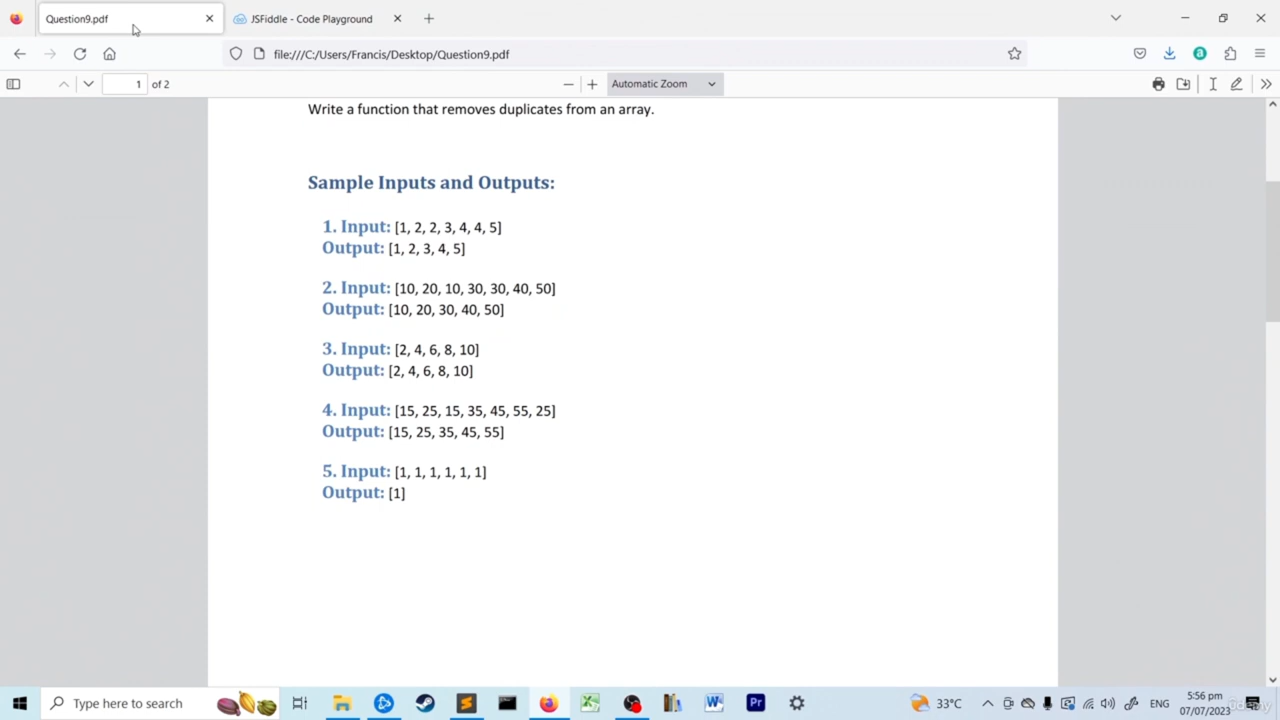 Question9.pdf
JSFiddle - Code Playground
file:///C:/Users/Francis/Desktop/Question9.pdf
1 of 2
Automatic Zoom
Write a function that removes duplicates from an array.
Sample Inputs and Outputs:
1. Input: [1, 2, 2, 3, 4, 4, 5]
Output: [1, 2, 3, 4, 5]
2. Input: [10, 20, 10, 30, 30, 40, 50]
Output: [10, 20, 30, 40, 50]
3. Input: [2, 4, 6, 8, 10]
Output: [2, 4, 6, 8, 10]
4. Input: [15, 25, 15, 35, 45, 55, 25]
Output: [15, 25, 35, 45, 55]
5. Input: [1, 1, 1, 1, 1, 1]
Output: [1]
Type here to search
33°C
ENG
5:56 pm
07/07/2023
Udemy